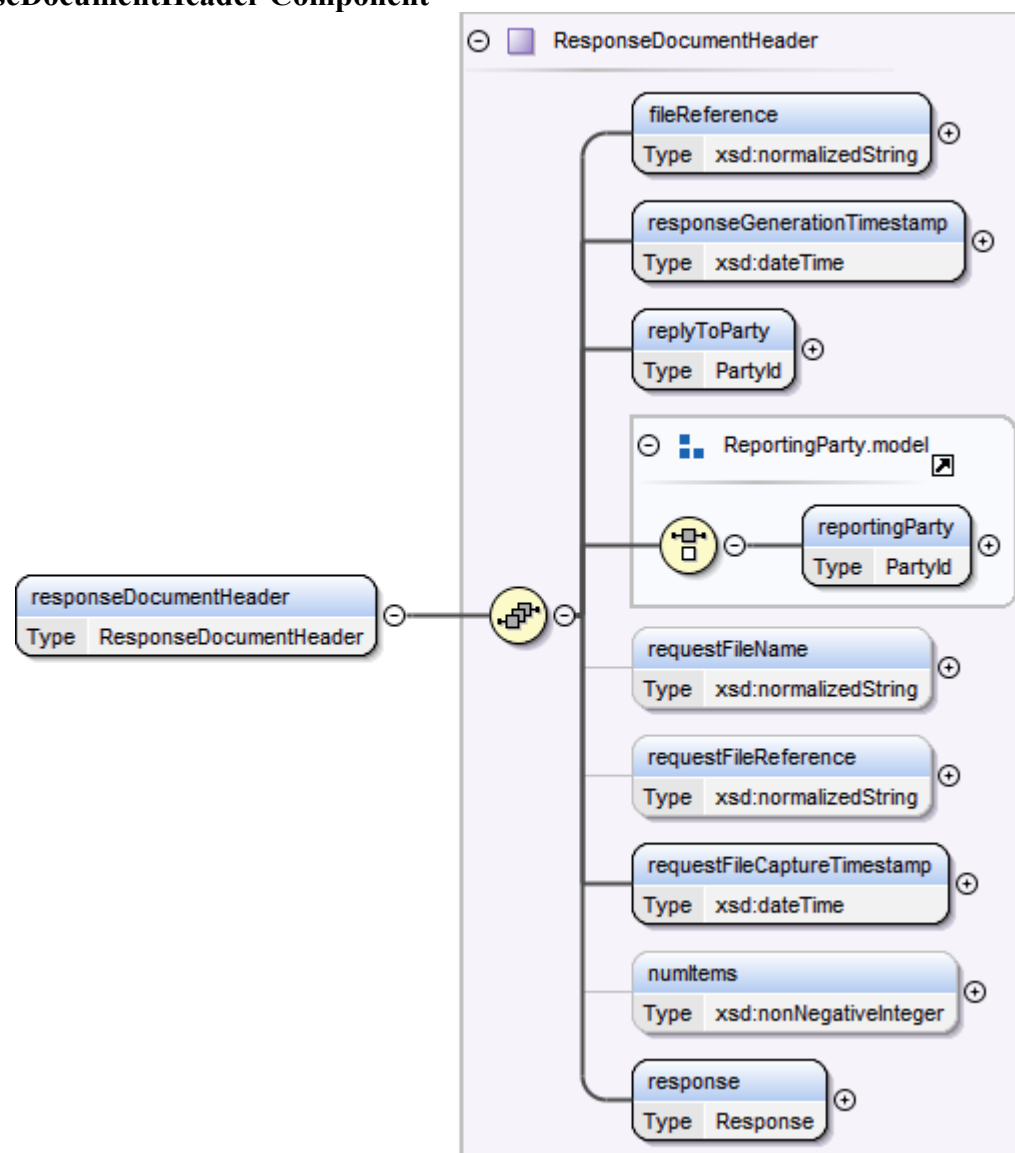 seDocumentHeader Component
ResponseDocumentHeader
fileReference
Type xsd:normalizedString
responseGenerationTimestamp
Type xsd:dateTime
replyToParty
Type PartyId
ReportingParty.model
reportingParty
Type PartyId
responseDocumentHeader
Type ResponseDocumentHeader
requestFileName
Type xsd:normalizedString
requestFileReference
Type xsd:normalizedString
requestFileCaptureTimestamp
Type xsd:dateTime
numItems
Type xsd:nonNegativeInteger
response
Type Response